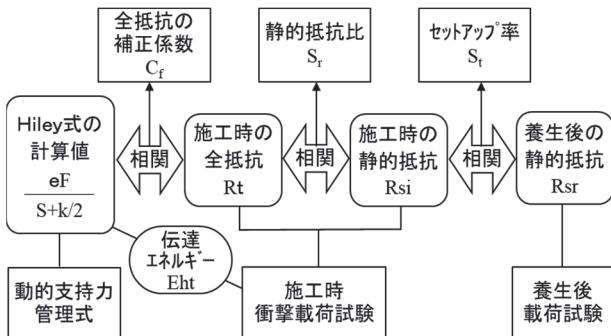 全抵抗の
補正係数
C_f
静的抵抗比
S_r
セットアップ率
S_t
Hiley式の
計算値
eF
S+k/2
相関
施工時の
全抵抗
Rt
相関
施工時の
静的抵抗
Rsi
相関
養生後の
静的抵抗
Rsr
伝達
エネルギー
Eht
動的支持力
管理式
施工時
衝撃載荷試験
養生後
載荷試験